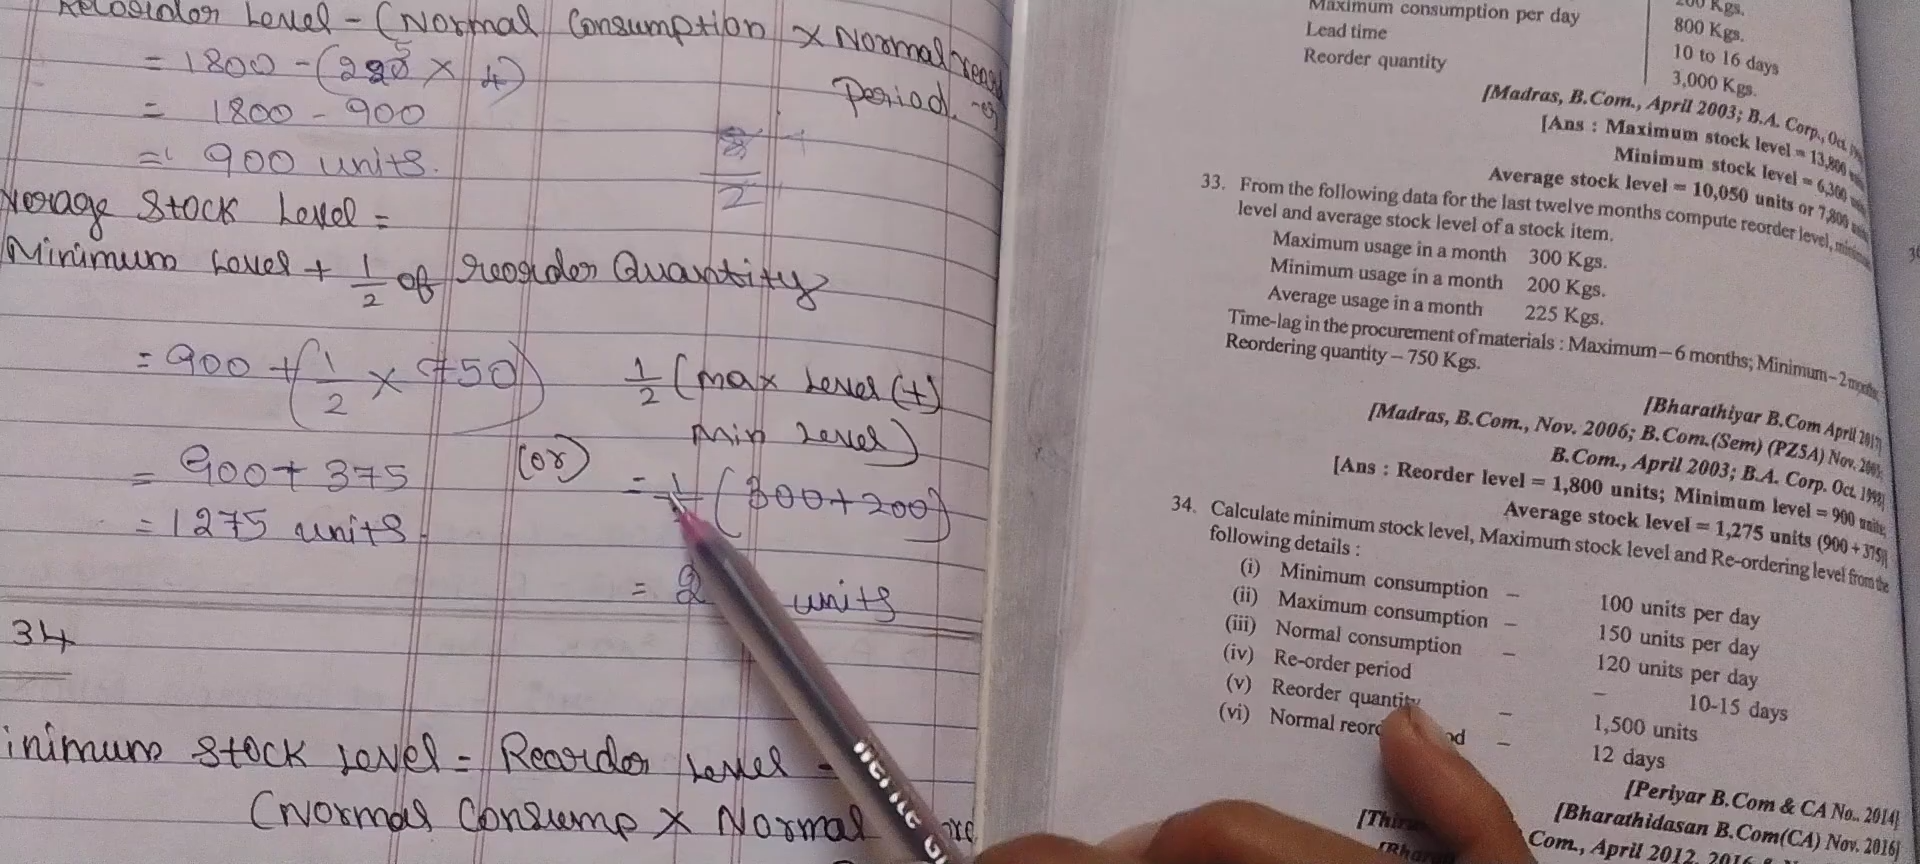 Level - (Normal Consumption × Normal
Period.
= 1800 - (225 × 4)
= 1800 - 900
= 900 units.
8
2
Stock Level =
Minimum Level + 1/2 of reorder Quantity
= 900 + (1/2 × 750)
= 900 + 375
= 1275 units
(or)
1/2 (max Level (+)
Min Level)
(300 + 200)
units
34
Stock Level = Reorder Level -
(Normal Consump × Normal
Maximum consumption per day
800 Kgs.
Lead time
10 to 16 days
Reorder quantity
3,000 Kgs.
[Madras, B.Com., April 2003; B.A. Corp., Oct.
[Ans : Maximum stock level = 13,800
Minimum stock level = 6,300
Average stock level = 10,050 units or 7,800
33. From the following data for the last twelve months compute reorder level,
level and average stock level of a stock item.
Maximum usage in a month 300 Kgs.
Minimum usage in a month 200 Kgs.
Average usage in a month 225 Kgs.
Time-lag in the procurement of materials : Maximum – 6 months; Minimum – 2
Reordering quantity – 750 Kgs.
[Bharathiyar B.Com April
[Madras, B.Com., Nov. 2006; B.Com.(Sem) (PZ5A) Nov.
B.Com., April 2003; B.A. Corp. Oct.
[Ans : Reorder level = 1,800 units; Minimum level = 900
Average stock level = 1,275 units (900 + 375)]
34. Calculate minimum stock level, Maximum stock level and Re-ordering level from the
following details :
(i) Minimum consumption – 100 units per day
(ii) Maximum consumption – 150 units per day
(iii) Normal consumption – 120 units per day
(iv) Re-order period – 10-15 days
(v) Reorder quantity – 1,500 units
(vi) Normal – 12 days
[Periyar B.Com & CA No.. 2014]
[Bharathidasan B.Com(CA) Nov. 2016]
Com., April 2012,